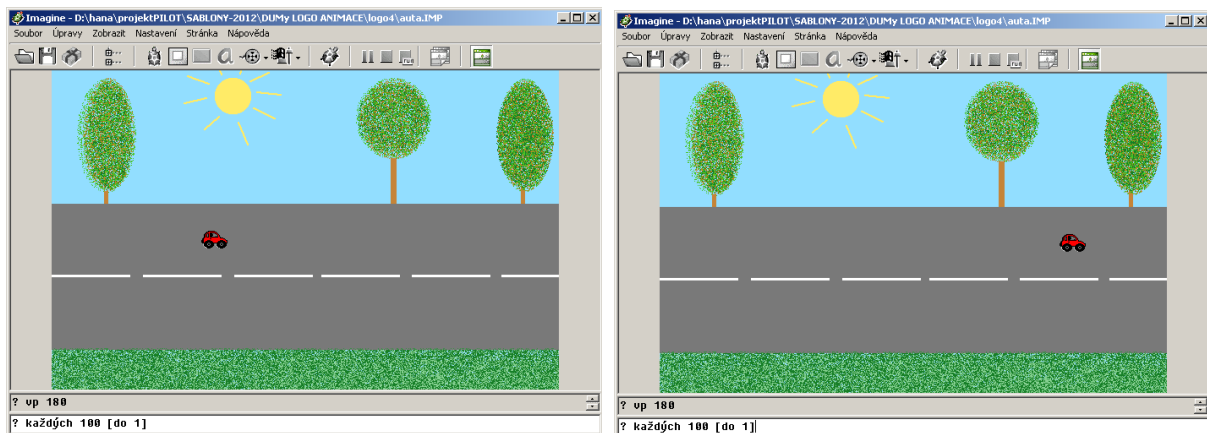 Imagine - D:\hana\projektPILOT\SABLONY-2012\DUMy LOGO ANIMACE\logo4\auta.IMP
Soubor Úpravy Zobrazit Nastavení Stránka Nápověda
? vp 180
? každých 100 [do 1]
Imagine - D:\hana\projektPILOT\SABLONY-2012\DUMy LOGO ANIMACE\logo4\auta.IMP
Soubor Úpravy Zobrazit Nastavení Stránka Nápověda
? vp 180
? každých 100 [do 1]